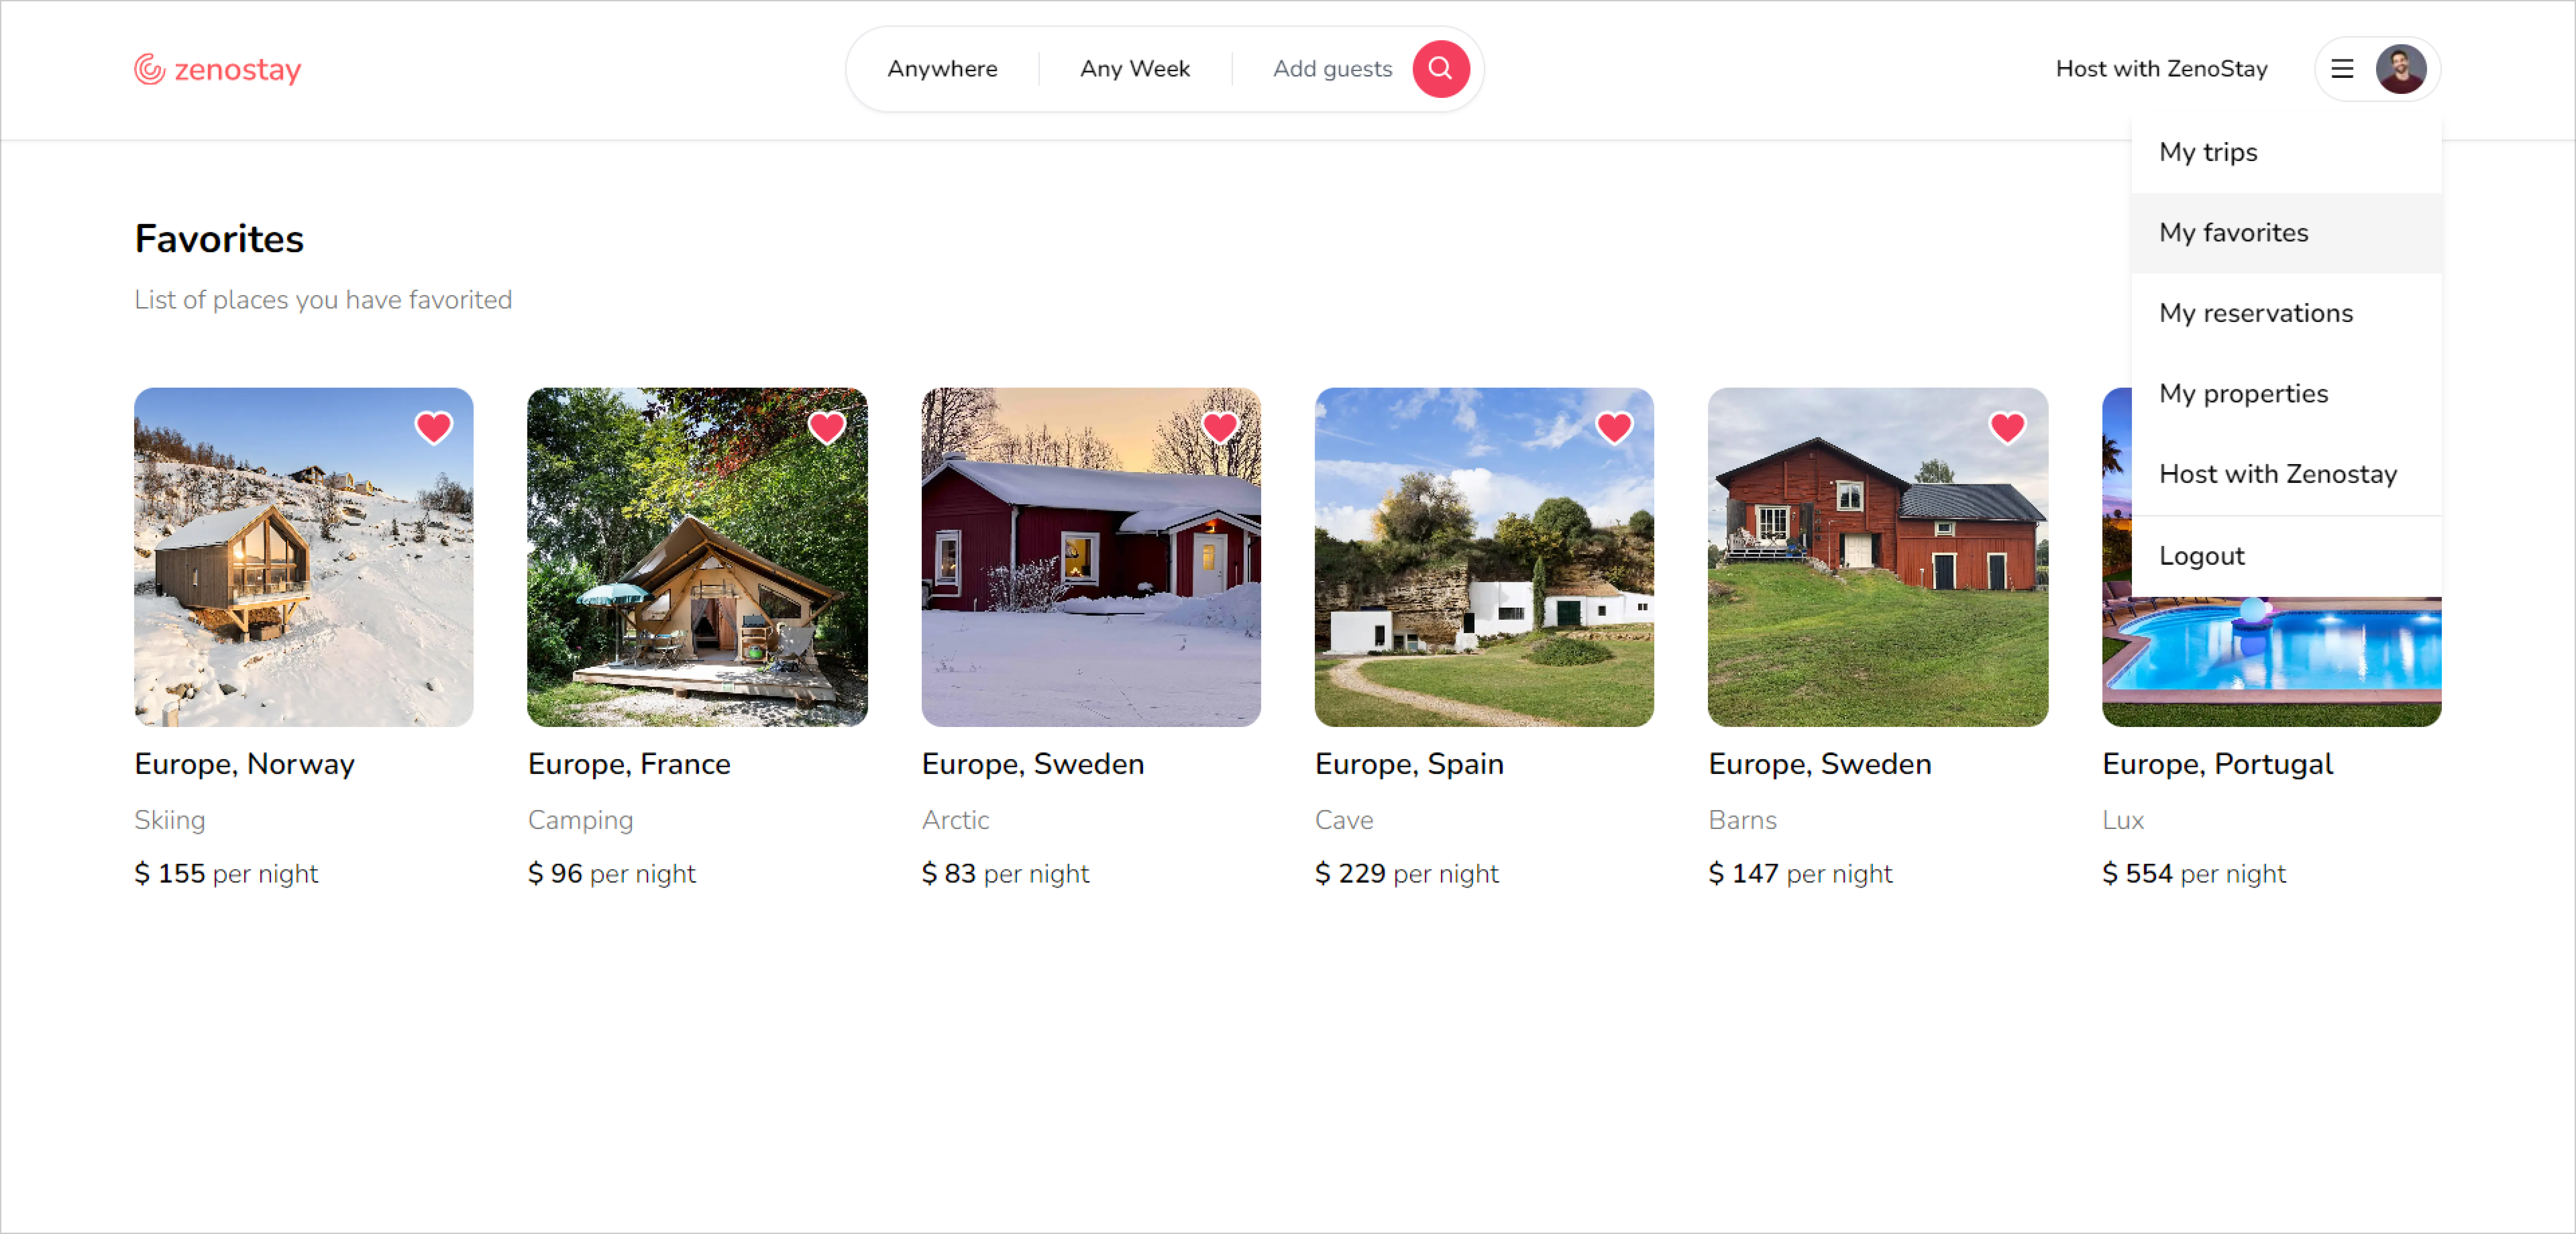 zenostay
Anywhere
Any Week
Add guests
Host with ZenoStay
My trips
My favorites
My reservations
My properties
Host with Zenostay
Logout
Favorites
List of places you have favorited
Europe, Norway
Skiing
$ 155 per night
Europe, France
Camping
$ 96 per night
Europe, Sweden
Arctic
$ 83 per night
Europe, Spain
Cave
$ 229 per night
Europe, Sweden
Barns
$ 147 per night
Europe, Portugal
Lux
$ 554 per night